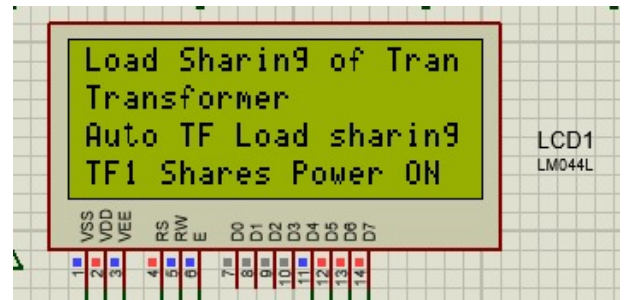 Load Sharing of Tran
Transformer
Auto TF Load sharing
TF1 Shares Power ON
LCD1
LM044L
VSS VDD VEE RS RW E D0 D1 D2 D3 D4 D5 D6 D7
1 2 3 4 5 6 7 8 9 10 11 12 13 14